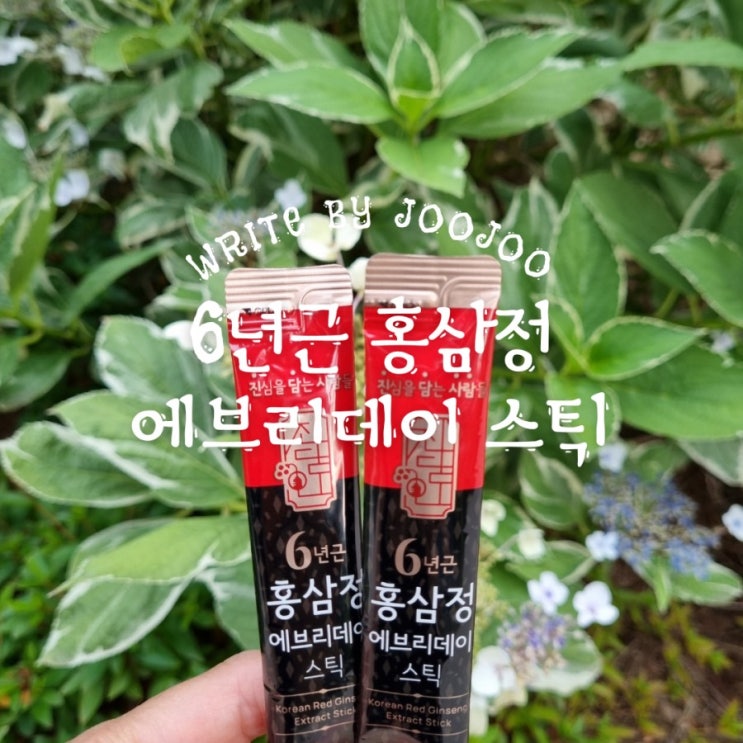 WRITE BY JOOJOO
6년근 홍삼정
에브리데이 스틱
진심을 담는 사람들
진심을 담는 사람들
6년근
홍삼정
에브리데이
스틱
Korean Red Ginseng
Extract Stick
6년근
홍삼정
에브리데이
스틱
Korean Red Ginseng
Extract Stick